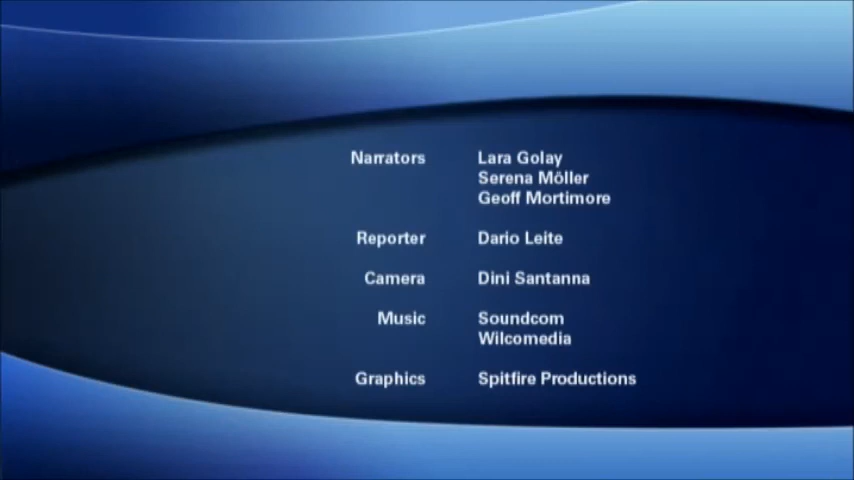 Narrators Lara Golay
Serena Möller
Geoff Mortimore
Reporter Dario Leite
Camera Dini Santanna
Music Soundcom
Wilcomedia
Graphics Spitfire Productions